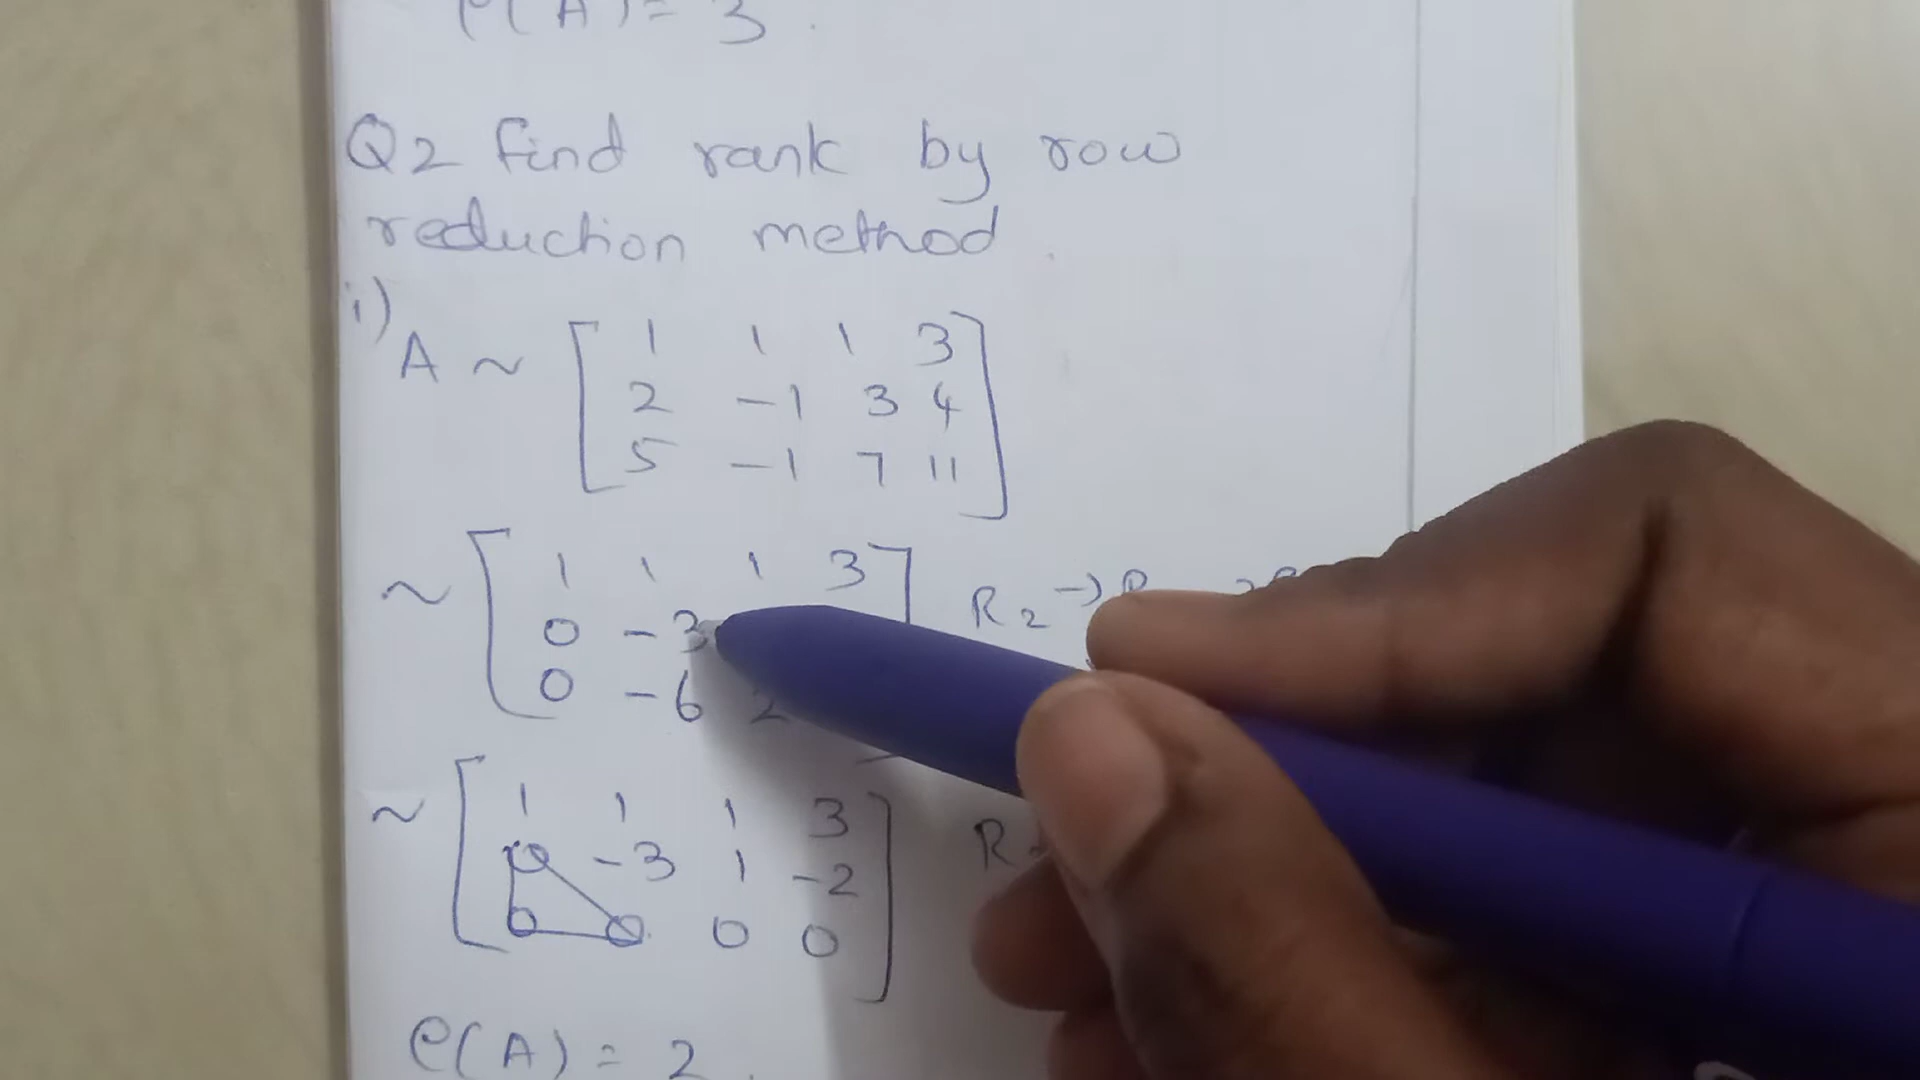 ρ(A) = 3.
Q2 find rank by row
reduction method.
i)
A ~ [ 1 1 1 3
2 -1 3 4
5 -1 7 11 ]
~ [ 1 1 1 3 ] R2 → R
0 -3
0 -6 2
~ [ 1 1 1 3 R
0 -3 1 -2
0 0 0 0 ]
ρ(A) = 2.